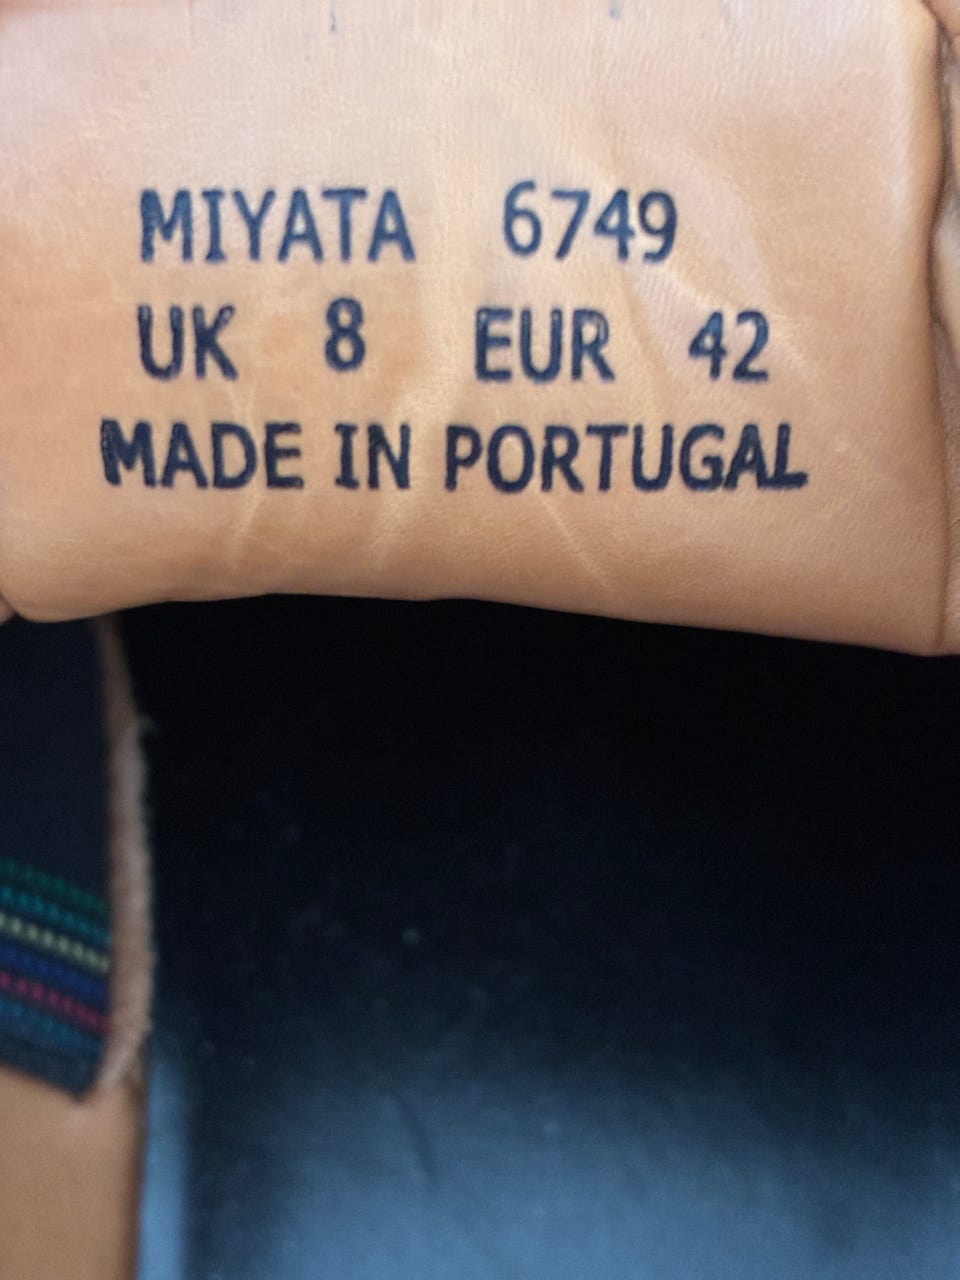 MIYATA 6749
UK 8 EUR 42
MADE IN PORTUGAL